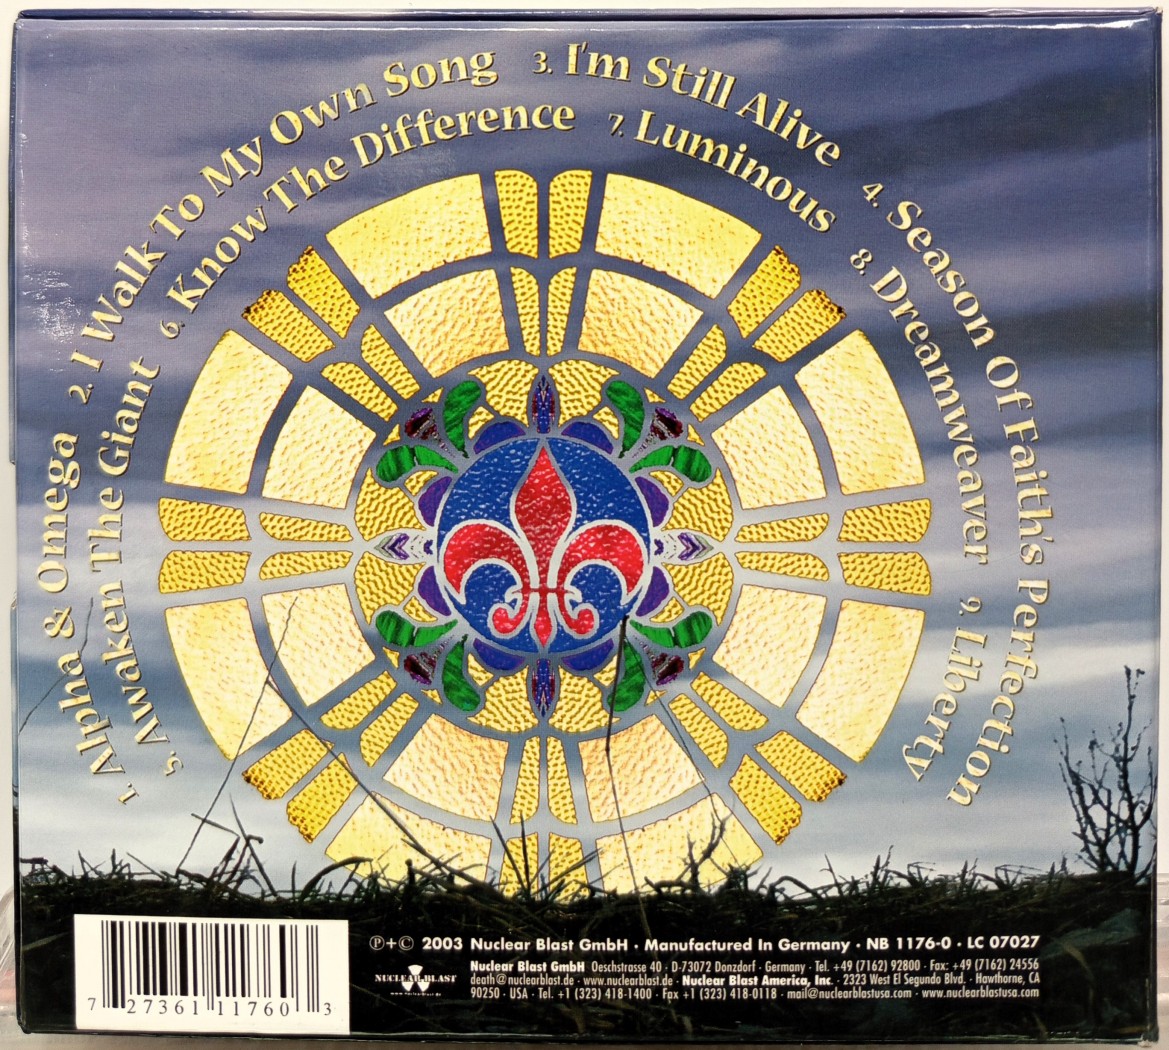 1. Alpha & Omega 2. I Walk To My Own Song 3. I'm Still Alive 4. Season Of Faith's Perfection
5. Awaken The Giant 6. Know The Difference 7. Luminous 8. Dreamweaver 9. Liberty
7 27361 11760 3
NUCLEAR BLAST
www.nuclearblast.de
Ⓟ+© 2003 Nuclear Blast GmbH · Manufactured In Germany · NB 1176-0 · LC 07027
Nuclear Blast GmbH Oeschstrasse 40 · D-73072 Donzdorf · Germany · Tel. +49 (7162) 92800 · Fax: +49 (7162) 24556
death@nuclearblast.de · www.nuclearblast.de · Nuclear Blast America, Inc. · 2323 West El Segundo Blvd. · Hawthorne, CA
90250 · USA · Tel. +1 (323) 418-1400 · Fax +1 (323) 418-0118 · mail@nuclearblastusa.com · www.nuclearblastusa.com